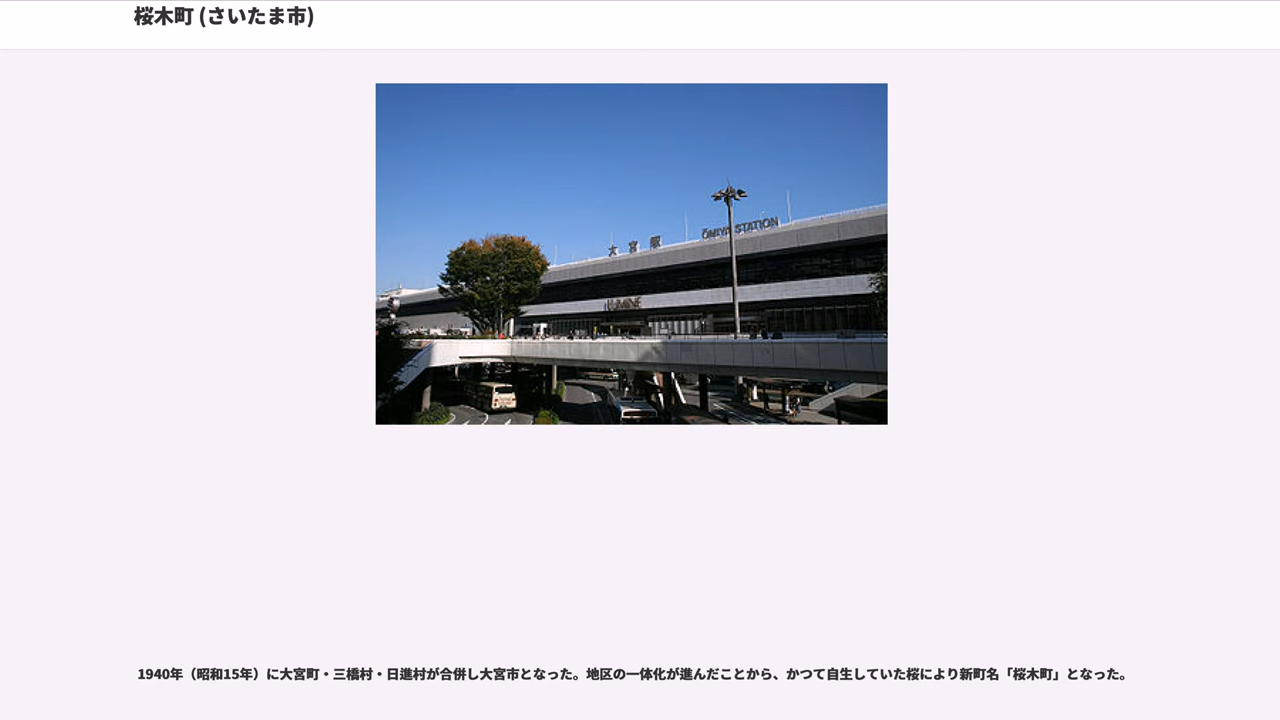 桜木町 (さいたま市)
大宮駅
ŌMIYA STATION
LUMINE
1940年（昭和15年）に大宮町・三橋村・日進村が合併し大宮市となった。地区の一体化が進んだことから、かつて自生していた桜により新町名「桜木町」となった。